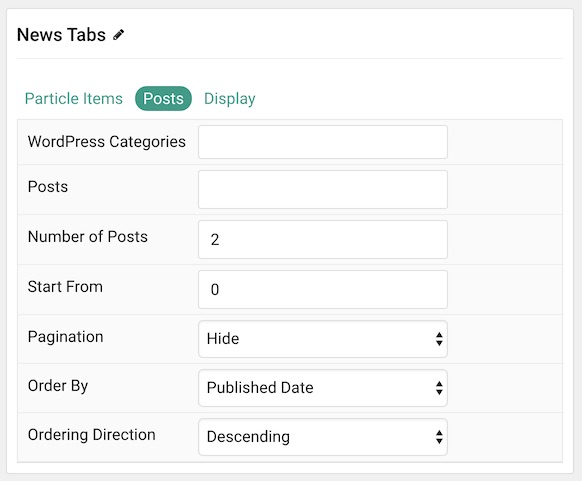 News Tabs
Particle Items Posts Display
WordPress Categories
Posts
Number of Posts 2
Start From 0
Pagination Hide
Order By Published Date
Ordering Direction Descending